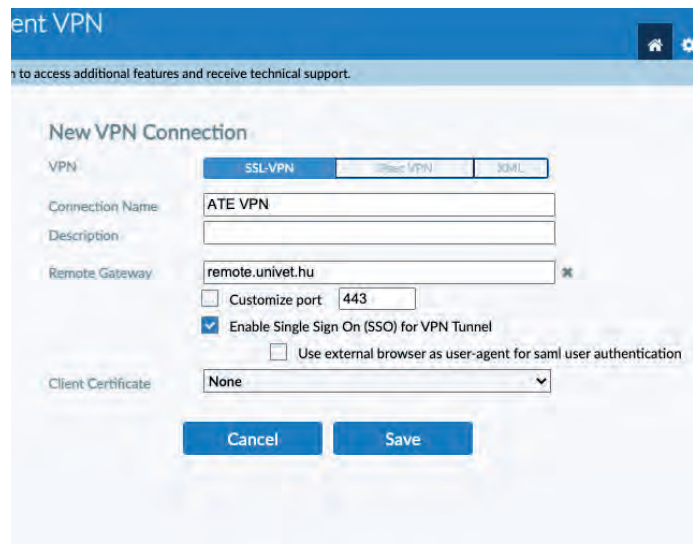 ent VPN
n to access additional features and receive technical support.
New VPN Connection
VPN SSL-VPN IPsec VPN XML
Connection Name ATE VPN
Description
Remote Gateway remote.univet.hu
Customize port 443
Enable Single Sign On (SSO) for VPN Tunnel
Use external browser as user-agent for saml user authentication
Client Certificate None
Cancel Save